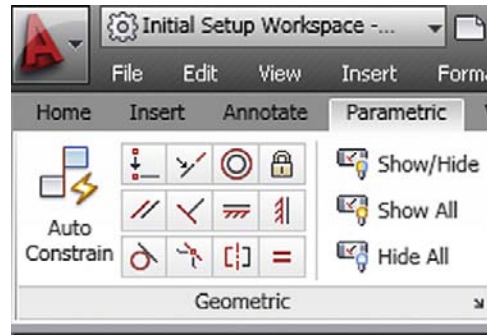 Initial Setup Workspace -...
File Edit View Insert Form
Home Insert Annotate Parametric
Show/Hide
Show All
Auto Constrain
Hide All
Geometric